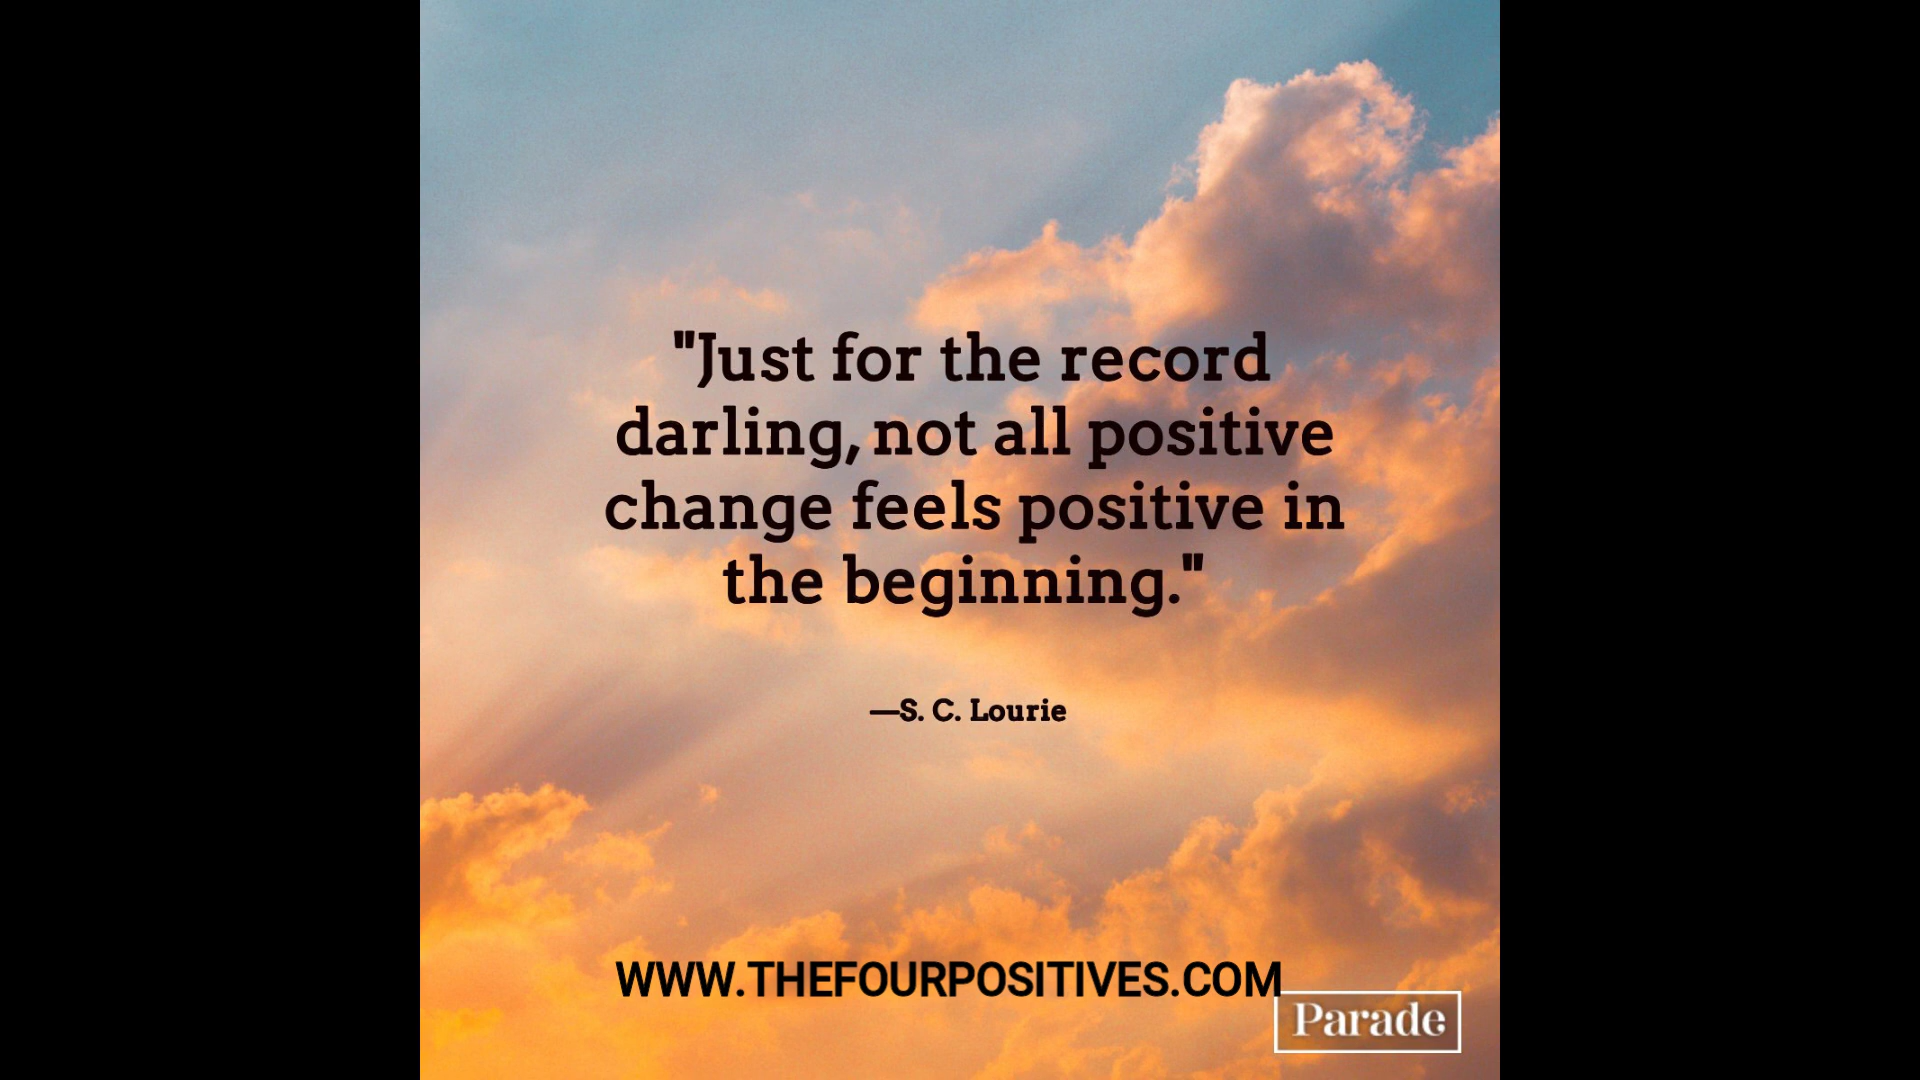 "Just for the record
darling, not all positive
change feels positive in
the beginning."
—S. C. Lourie
WWW.THEFOURPOSITIVES.COM
Parade